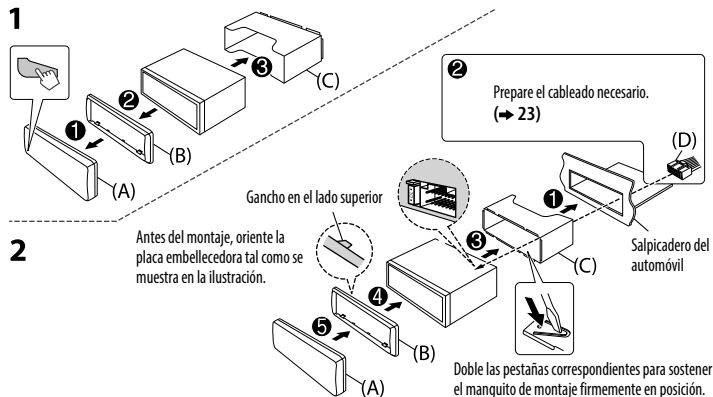 1
❸
(C)
❷
❶
(B)
(A)
❷
Prepare el cableado necesario.
(➜ 23)
(D)
2
Antes del montaje, oriente la
placa embellecedora tal como se
muestra en la ilustración.
Gancho en el lado superior
❶
❸
(C)
Salpicadero del
automóvil
❹
❺
(B)
(A)
Doble las pestañas correspondientes para sostener
el manguito de montaje firmemente en posición.